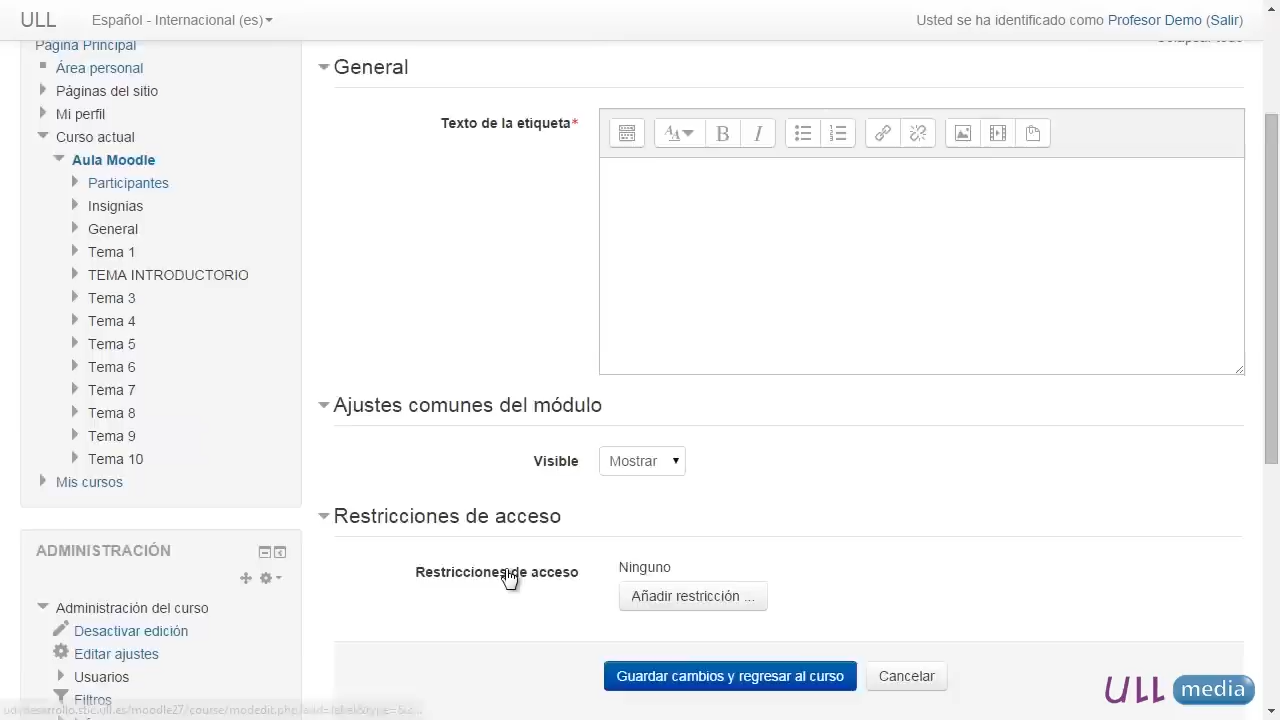 ULL
Español - Internacional (es)
Usted se ha identificado como Profesor Demo (Salir)
Página Principal
Área personal
Páginas del sitio
Mi perfil
Curso actual
Aula Moodle
Participantes
Insignias
General
Tema 1
TEMA INTRODUCTORIO
Tema 3
Tema 4
Tema 5
Tema 6
Tema 7
Tema 8
Tema 9
Tema 10
Mis cursos
ADMINISTRACIÓN
Administración del curso
Desactivar edición
Editar ajustes
Usuarios
Filtros
General
Texto de la etiqueta*
B I
Ajustes comunes del módulo
Visible
Mostrar
Restricciones de acceso
Restricciones de acceso
Ninguno
Añadir restricción ...
Guardar cambios y regresar al curso
Cancelar
ULL media